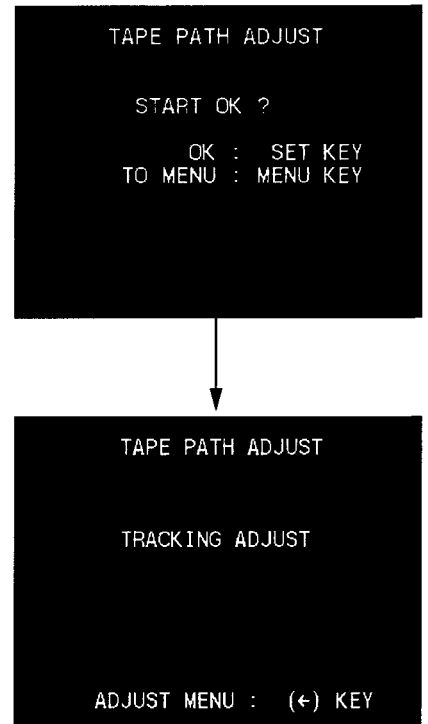 TAPE PATH ADJUST
START OK ?
OK : SET KEY
TO MENU : MENU KEY
TAPE PATH ADJUST
TRACKING ADJUST
ADJUST MENU : (←) KEY